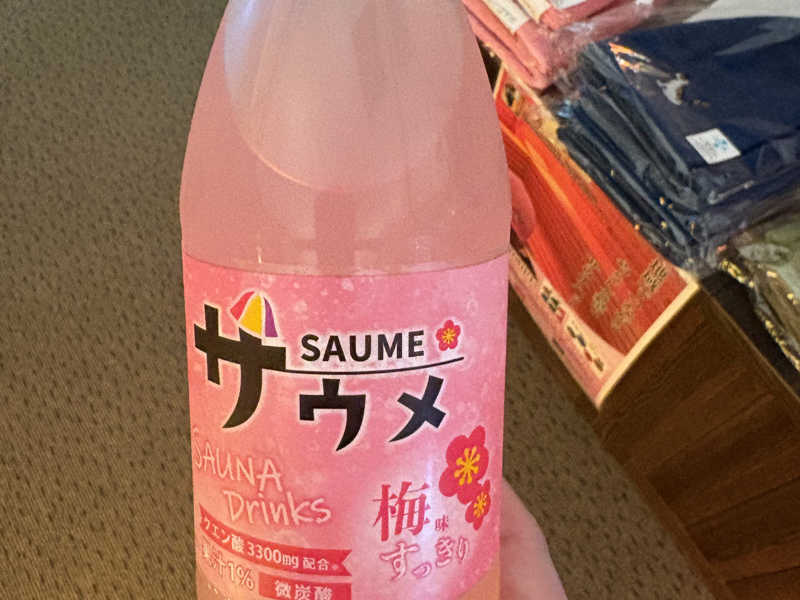 SAUME
ザウメ
SAUNA
Drinks
梅味
すっきり
クエン酸3300mg配合
果汁1%
微炭酸